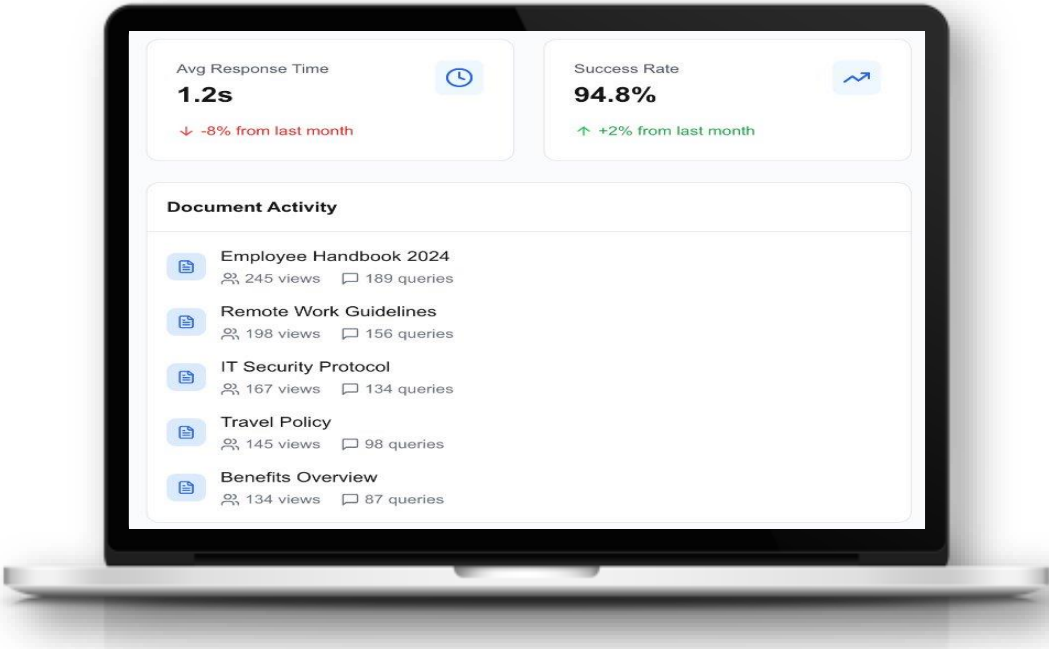 Avg Response Time
1.2s
↓ -8% from last month
Success Rate
94.8%
↑ +2% from last month
Document Activity
Employee Handbook 2024
245 views 189 queries
Remote Work Guidelines
198 views 156 queries
IT Security Protocol
167 views 134 queries
Travel Policy
145 views 98 queries
Benefits Overview
134 views 87 queries